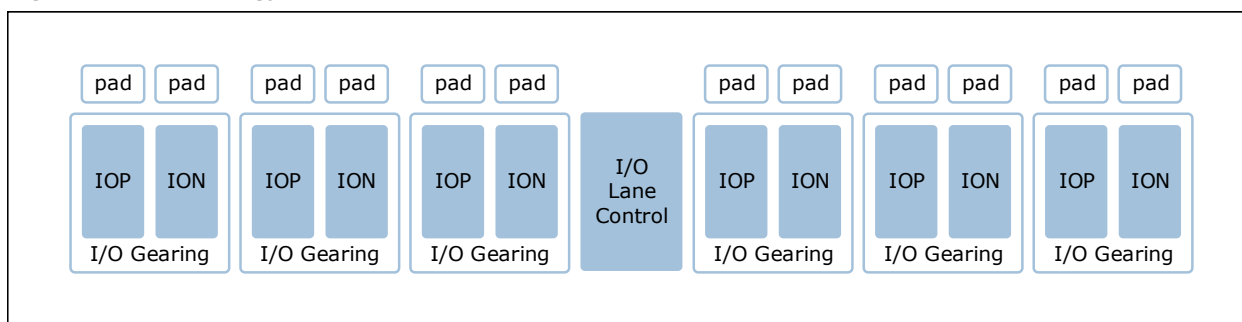 pad pad pad pad pad pad pad pad pad pad pad pad
IOP ION IOP ION IOP ION I/O Lane Control IOP ION IOP ION IOP ION
I/O Gearing I/O Gearing I/O Gearing I/O Gearing I/O Gearing I/O Gearing